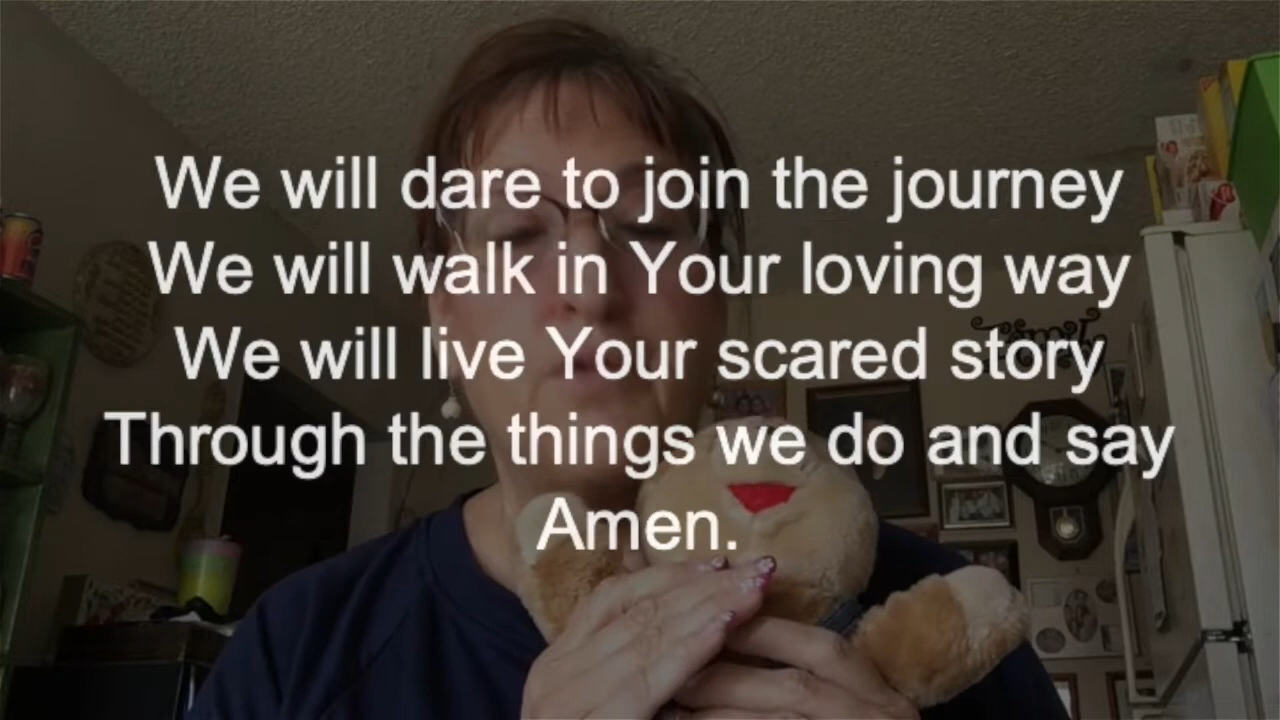 We will dare to join the journey
We will walk in Your loving way
We will live Your scared story
Through the things we do and say
Amen.